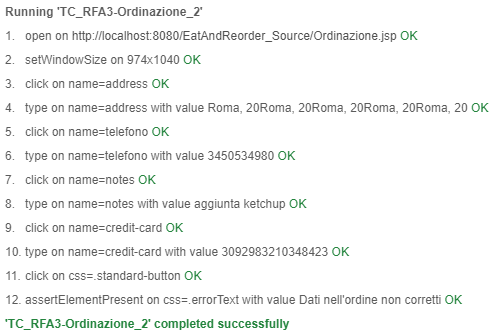 Running 'TC_RFA3-Ordinazione_2'
1. open on http://localhost:8080/EatAndReorder_Source/Ordinazione.jsp OK
2. setWindowSize on 974x1040 OK
3. click on name=address OK
4. type on name=address with value Roma, 20Roma, 20Roma, 20Roma, 20Roma, 20 OK
5. click on name=telefono OK
6. type on name=telefono with value 3450534980 OK
7. click on name=notes OK
8. type on name=notes with value aggiunta ketchup OK
9. click on name=credit-card OK
10. type on name=credit-card with value 3092983210348423 OK
11. click on css=.standard-button OK
12. assertElementPresent on css=.errorText with value Dati nell'ordine non corretti OK
'TC_RFA3-Ordinazione_2' completed successfully